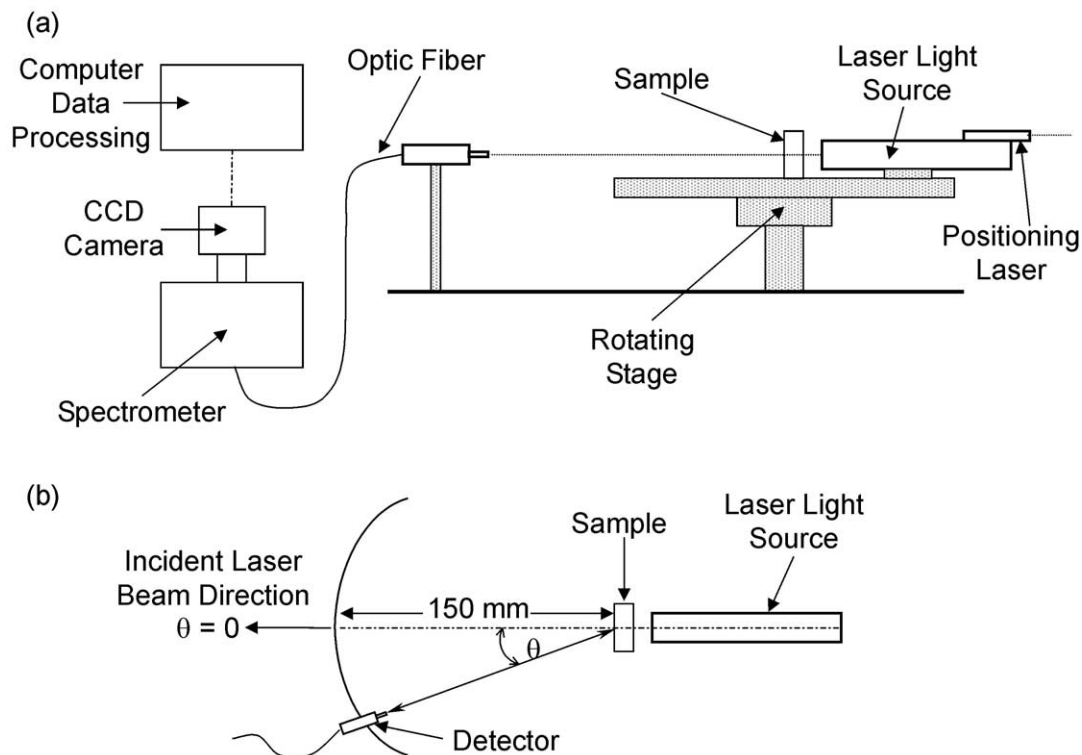 (a)
Computer
Data
Processing
Optic Fiber
Sample
Laser Light
Source
CCD
Camera
Positioning
Laser
Rotating
Stage
Spectrometer
(b)
Incident Laser
Beam Direction
θ = 0
150 mm
Sample
Laser Light
Source
θ
Detector